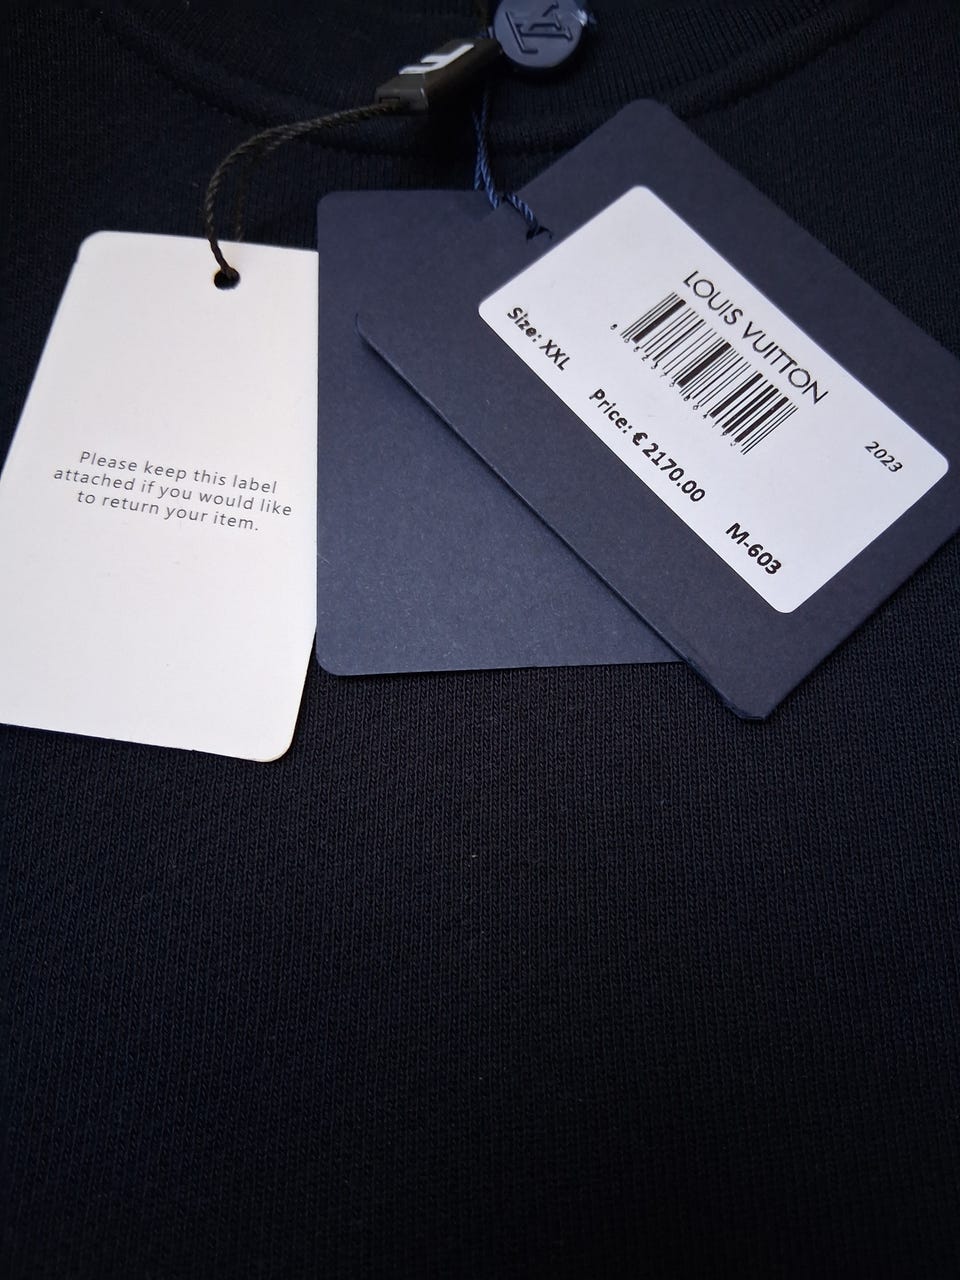 LV
Please keep this label
attached if you would like
to return your item.
LOUIS VUITTON
Size: XXL
Price: € 2170.00
2023
M-603